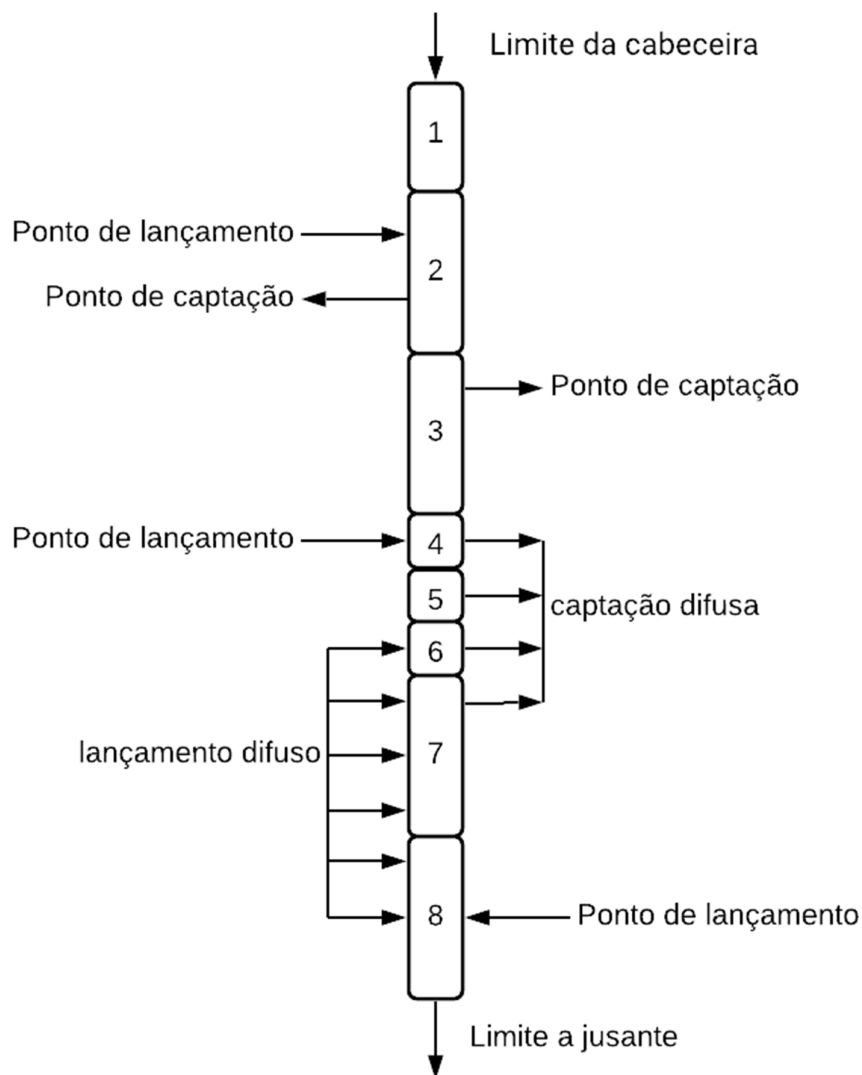 Limite da cabeceira
1
Ponto de lançamento
2
Ponto de captação
Ponto de captação
3
Ponto de lançamento
4
5
captação difusa
6
lançamento difuso
7
8
Ponto de lançamento
Limite a jusante